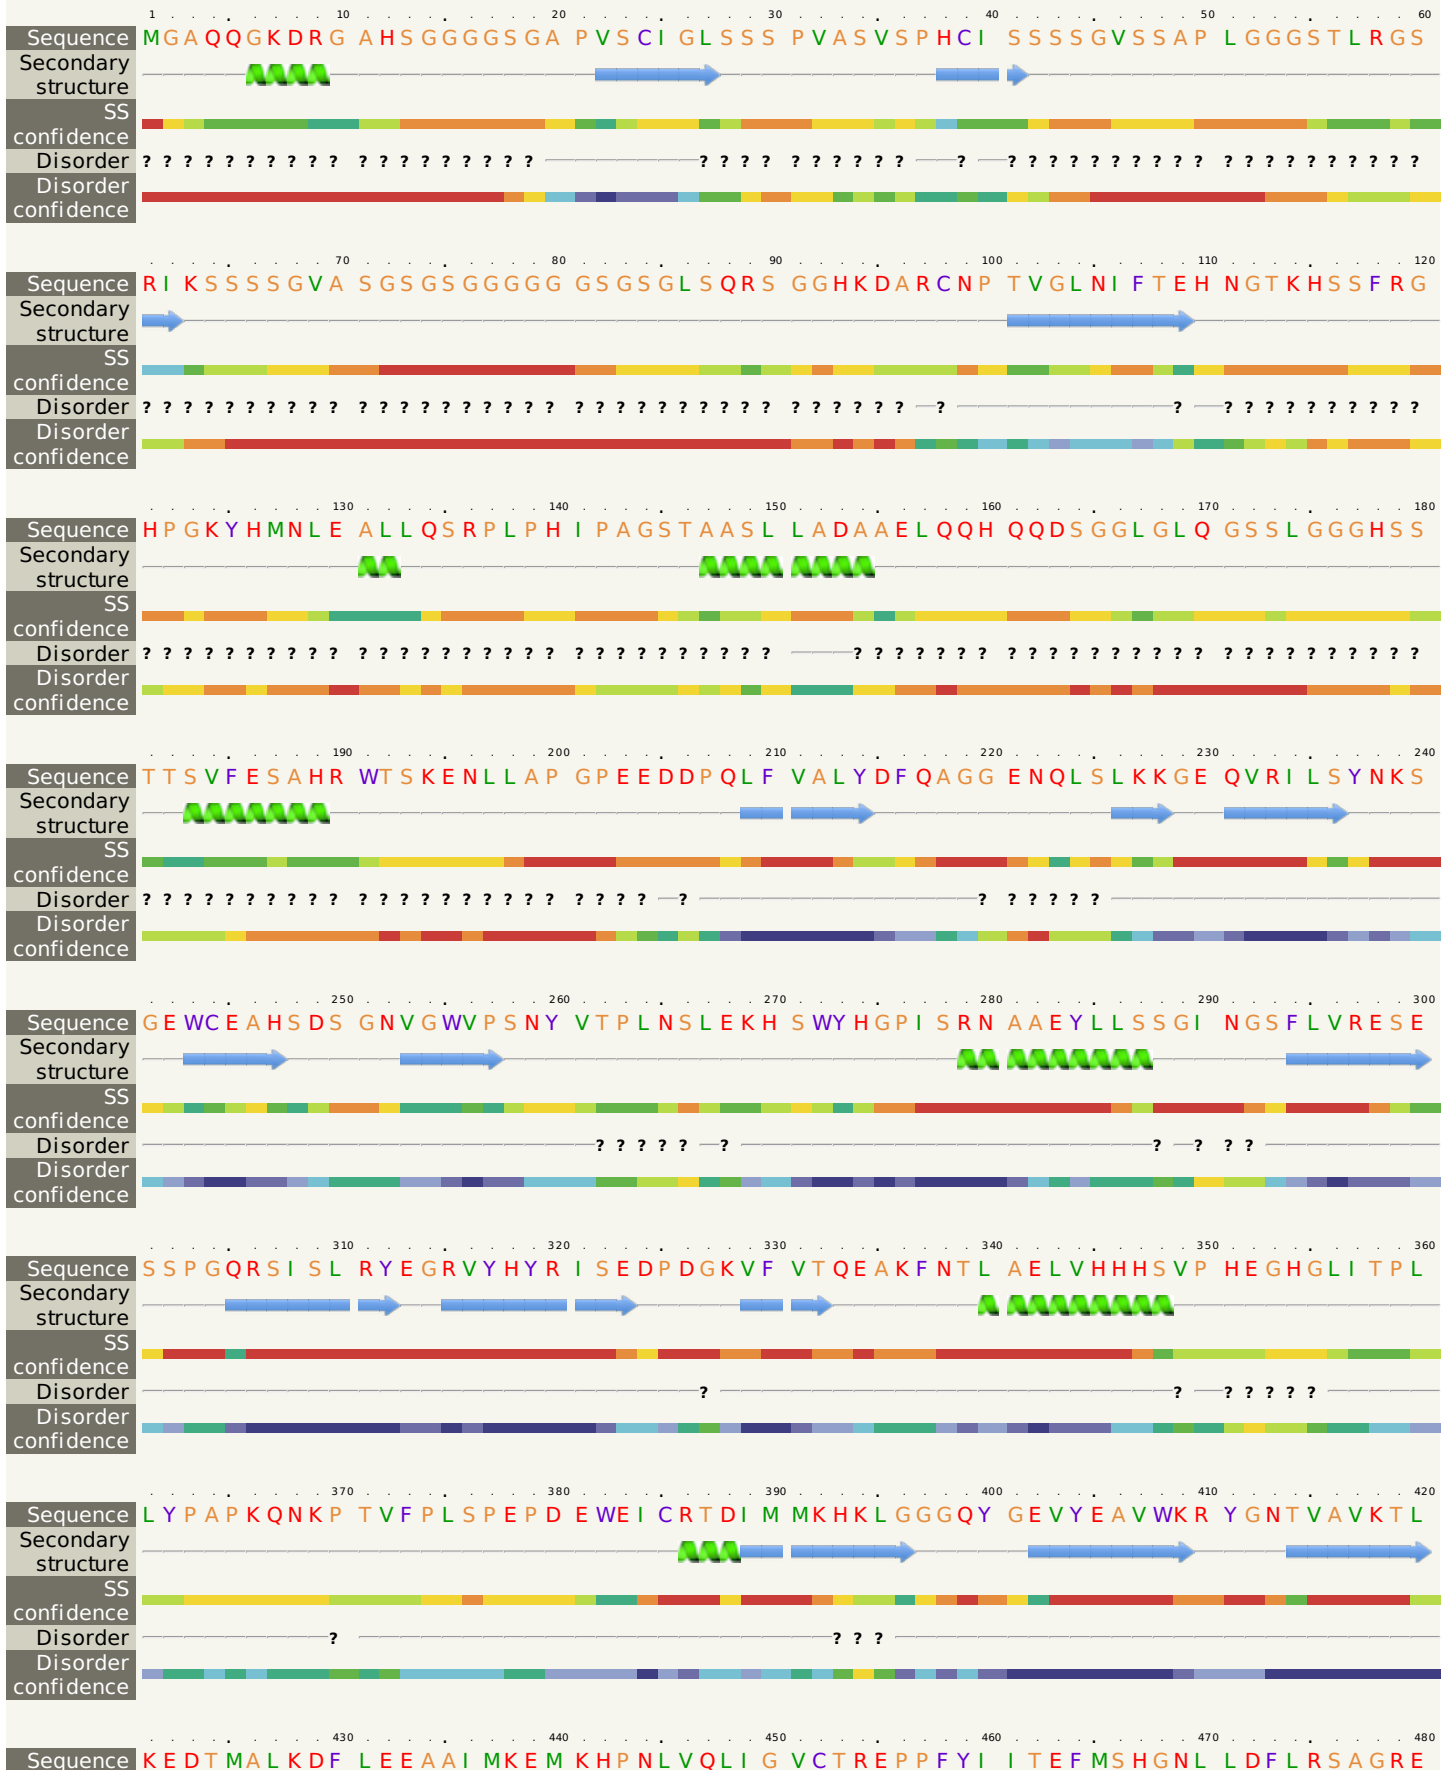 1 10 20 30 40 50 60
Sequence MGAQQGKDRG AHSGGGGSGA PVSCIGLSSS PVASVSPHCI SSSSGVSSAP LGGGSTLRGS
Secondary
structure
SS
confidence
Disorder ? ? ? ? ? ? ? ? ? ? ? ? ? ? ? ? ? ? ? ? ? ? ? ? ? ? ? ? ? ? ? ? ? ? ? ? ? ? ? ? ? ? ? ? ? ? ? ? ? ?
Disorder
confidence
70 80 90 100 110 120
Sequence RIKSSSSGVA SGSGSGGGGG GSGSGLSQRS GGHKDARCNP TVGLNIFTEH NGTKHSSFRG
Secondary
structure
SS
confidence
Disorder ? ? ? ? ? ? ? ? ? ? ? ? ? ? ? ? ? ? ? ? ? ? ? ? ? ? ? ? ? ? ? ? ? ? ? ? ? ? ? ? ? ? ? ? ? ? ? ?
Disorder
confidence
130 140 150 160 170 180
Sequence HPGKYHMNLE ALLQSRPLPH IPAGSTAASL LADAAELQQH QQDSGGLGLQ GSSLGGGHSS
Secondary
structure
SS
confidence
Disorder ? ? ? ? ? ? ? ? ? ? ? ? ? ? ? ? ? ? ? ? ? ? ? ? ? ? ? ? ? ? ? ? ? ? ? ? ? ? ? ? ? ? ? ? ? ? ? ? ? ? ? ? ? ? ? ? ?
Disorder
confidence
190 200 210 220 230 240
Sequence TTSVFESAHR WTSKENLLAP GPEEDDPQLF VALYDFQAGG ENQLSLKKGE QVRILSYNKS
Secondary
structure
SS
confidence
Disorder ? ? ? ? ? ? ? ? ? ? ? ? ? ? ? ? ? ? ? ? ? ? ? ? ? ? ? ? ? ? ?
Disorder
confidence
250 260 270 280 290 300
Sequence GEWCEAHSDS GNVGWVPSNY VTPLNSLEKH SWYHGPISRN AAEYLLSSGI NGSFLVRESE
Secondary
structure
SS
confidence
Disorder ? ? ? ? ? ? ? ? ? ?
Disorder
confidence
310 320 330 340 350 360
Sequence SSPGQRSISL RYEGRVYHYR ISEDPDGKVF VTQEAKFNTL AELVHHHSVP HEGHGLITPL
Secondary
structure
SS
confidence
Disorder ? ? ? ? ? ? ?
Disorder
confidence
370 380 390 400 410 420
Sequence LYPAPKQNKP TVFPLSPEPD EWEICRTDIM MKHKLGGGQY GEVYEAVWKR YGNTVAVKTL
Secondary
structure
SS
confidence
Disorder ? ? ? ?
Disorder
confidence
430 440 450 460 470 480
Sequence KEDTMALKDF LEEAAIMKEM KHPNLVQLIG VCTREPPFYI ITEFMSHGNL LDFLRSAGRE